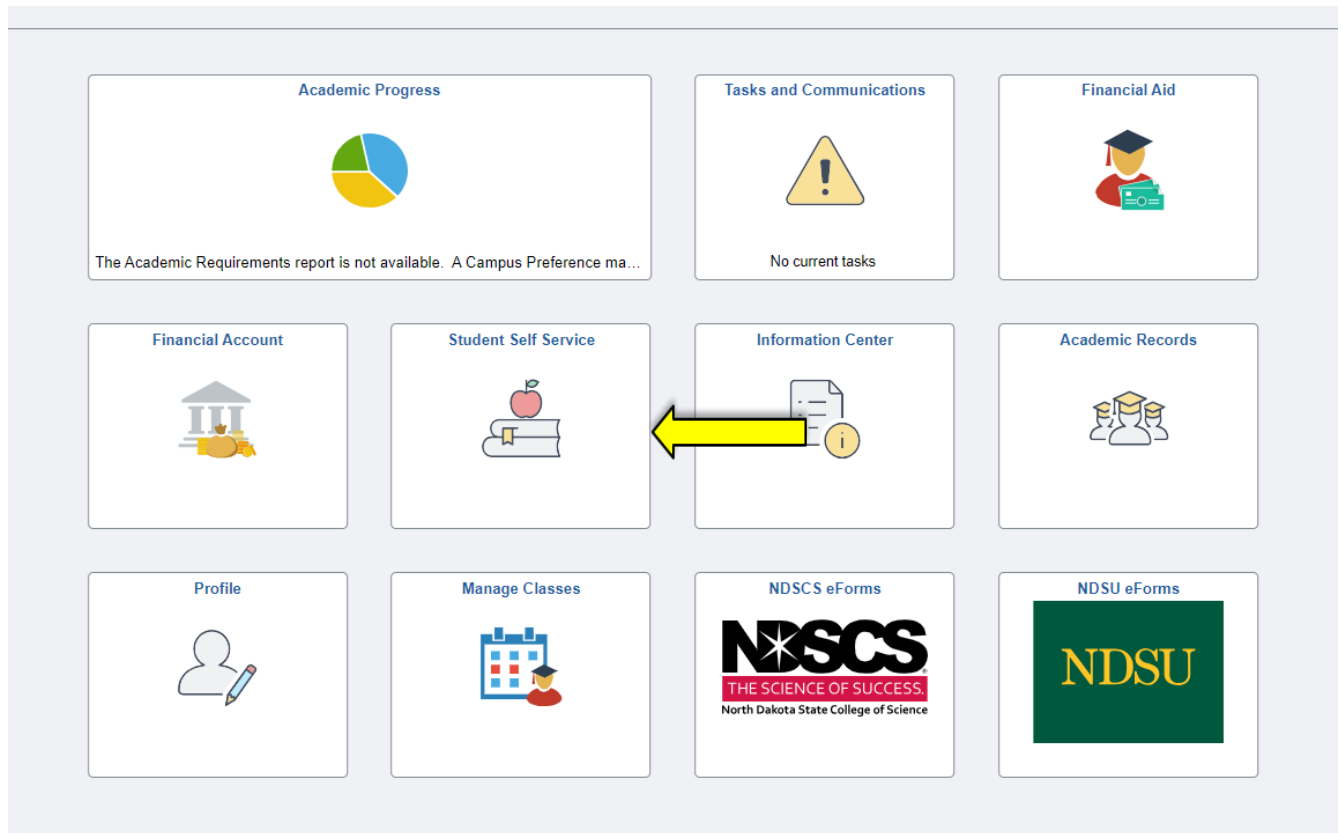 Academic Progress
Tasks and Communications
Financial Aid
The Academic Requirements report is not available. A Campus Preference ma...
No current tasks
Financial Account
Student Self Service
Information Center
Academic Records
i
Profile
Manage Classes
NDSCS eForms
NDSU eForms
NDSCS
THE SCIENCE OF SUCCESS.
North Dakota State College of Science
NDSU